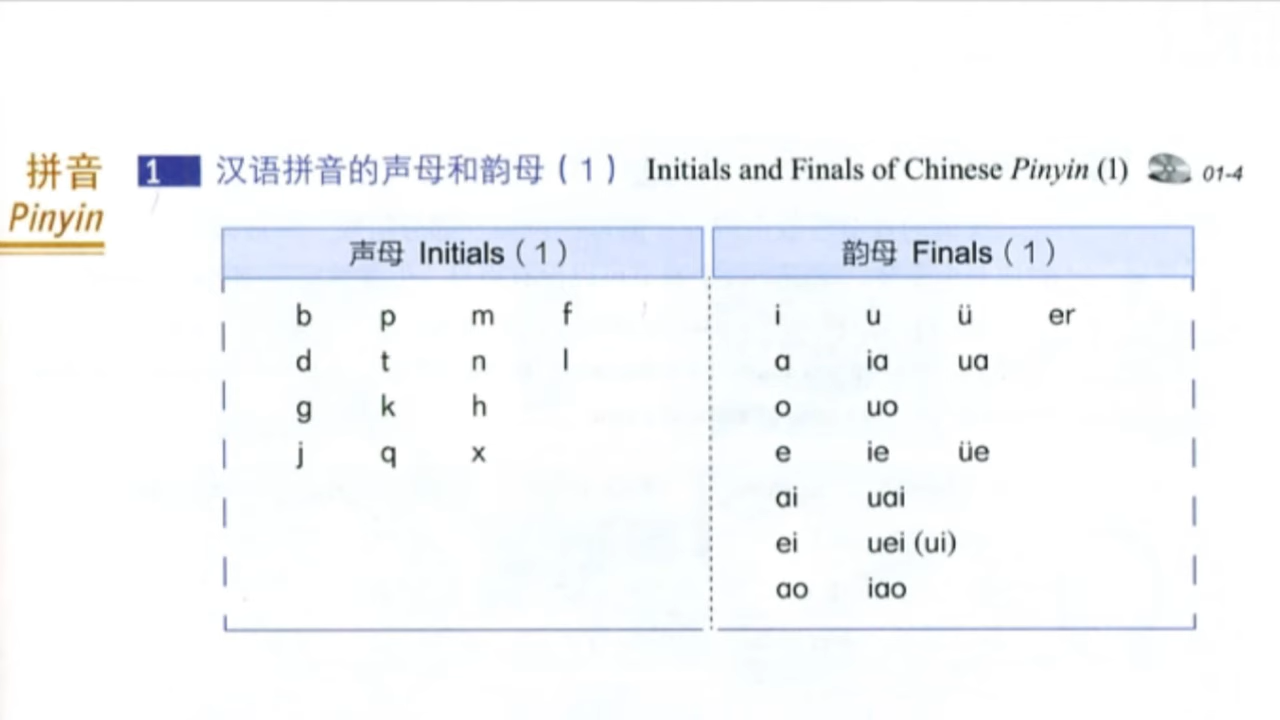 拼音
Pinyin
1 汉语拼音的声母和韵母（1） Initials and Finals of Chinese Pinyin (1) 01-4
声母 Initials（1） 韵母 Finals（1）
b p m f i u ü er
d t n l a ia ua
g k h o uo
j q x e ie üe
ai uai
ei uei (ui)
ao iao